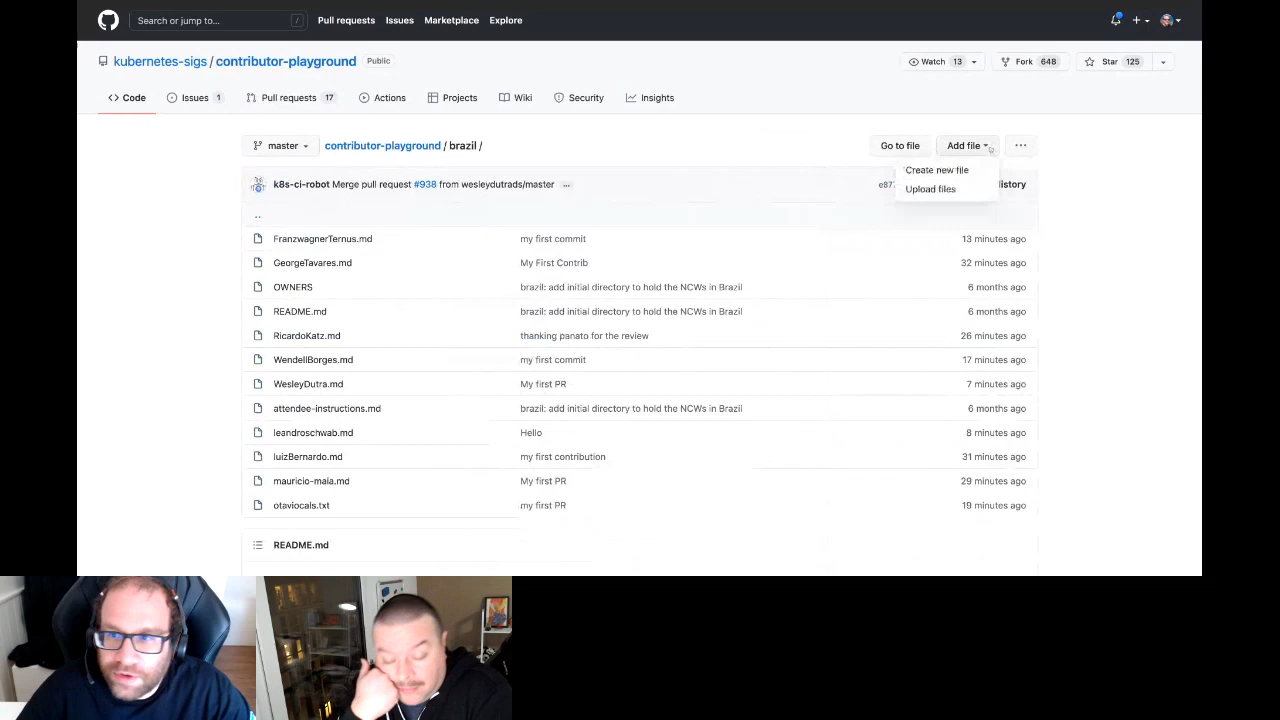 Search or jump to... /
Pull requests Issues Marketplace Explore
kubernetes-sigs / contributor-playground Public
Watch 13 Fork 648 Star 125
Code Issues 1 Pull requests 17 Actions Projects Wiki Security Insights
master contributor-playground / brazil / Go to file Add file ...
Create new file
k8s-ci-robot Merge pull request #938 from wesleydutrads/master ... e877 History
Upload files
..
FranzwagnerTernus.md my first commit 13 minutes ago
GeorgeTavares.md My First Contrib 32 minutes ago
OWNERS brazil: add initial directory to hold the NCWs in Brazil 6 months ago
README.md brazil: add initial directory to hold the NCWs in Brazil 6 months ago
RicardoKatz.md thanking panato for the review 26 minutes ago
WendellBorges.md my first commit 17 minutes ago
WesleyDutra.md My first PR 7 minutes ago
attendee-instructions.md brazil: add initial directory to hold the NCWs in Brazil 6 months ago
leandroschwab.md Hello 8 minutes ago
luizBernardo.md my first contribution 31 minutes ago
mauricio-maia.md My first PR 29 minutes ago
otaviocals.txt my first PR 19 minutes ago
README.md